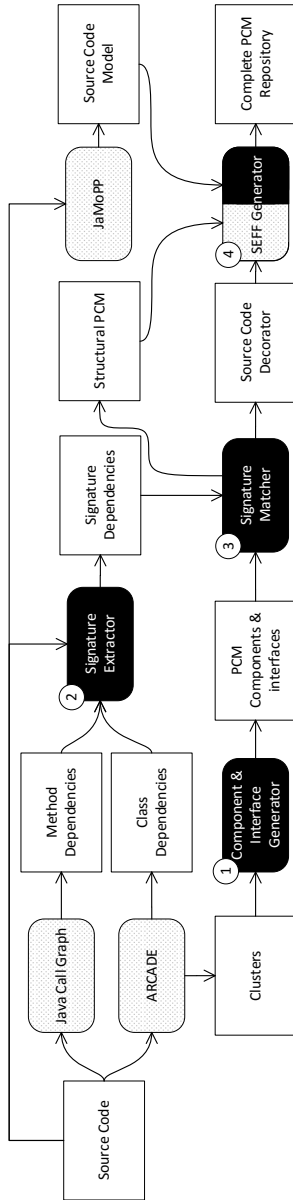 Source Code
Java Call Graph
ARCADE
Clusters
Method
Dependencies
Class
Dependencies
1
Component &
Interface
Generator
2
Signature
Extractor
PCM
Components &
interfaces
Signature
Dependencies
3
Signature
Matcher
Structural PCM
Source Code
Decorator
JaMoPP
4
SEFF Generator
Source Code
Model
Complete PCM
Repository